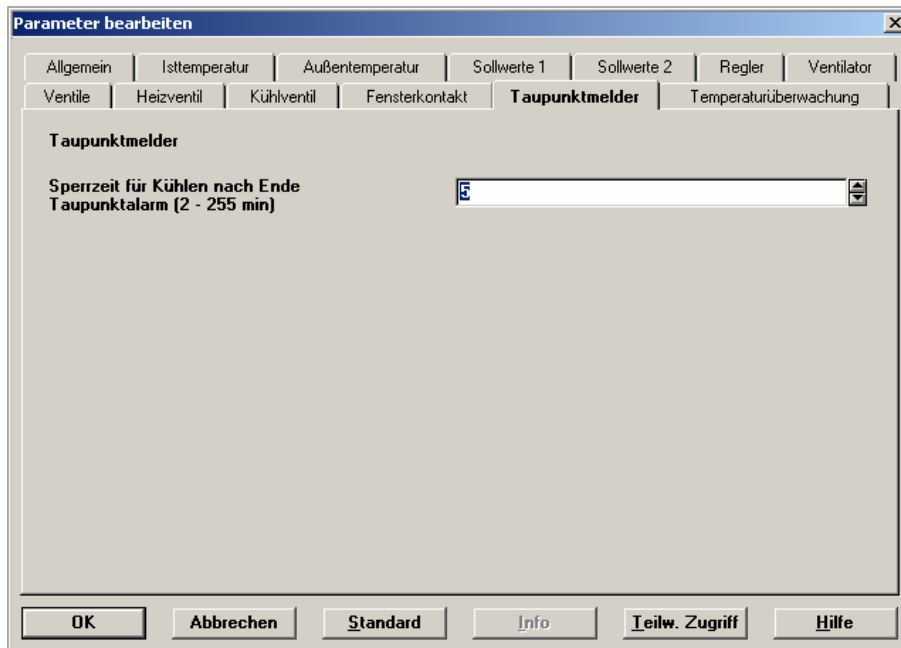 Parameter bearbeiten
Allgemein Isttemperatur Außentemperatur Sollwerte 1 Sollwerte 2 Regler Ventilator
Ventile Heizventil Kühlventil Fensterkontakt Taupunktmelder Temperaturüberwachung
Taupunktmelder
Sperrzeit für Kühlen nach Ende
Taupunktalarm (2 - 255 min)
5
OK Abbrechen Standard Info Teilw. Zugriff Hilfe